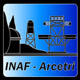 INAF - Arcetri